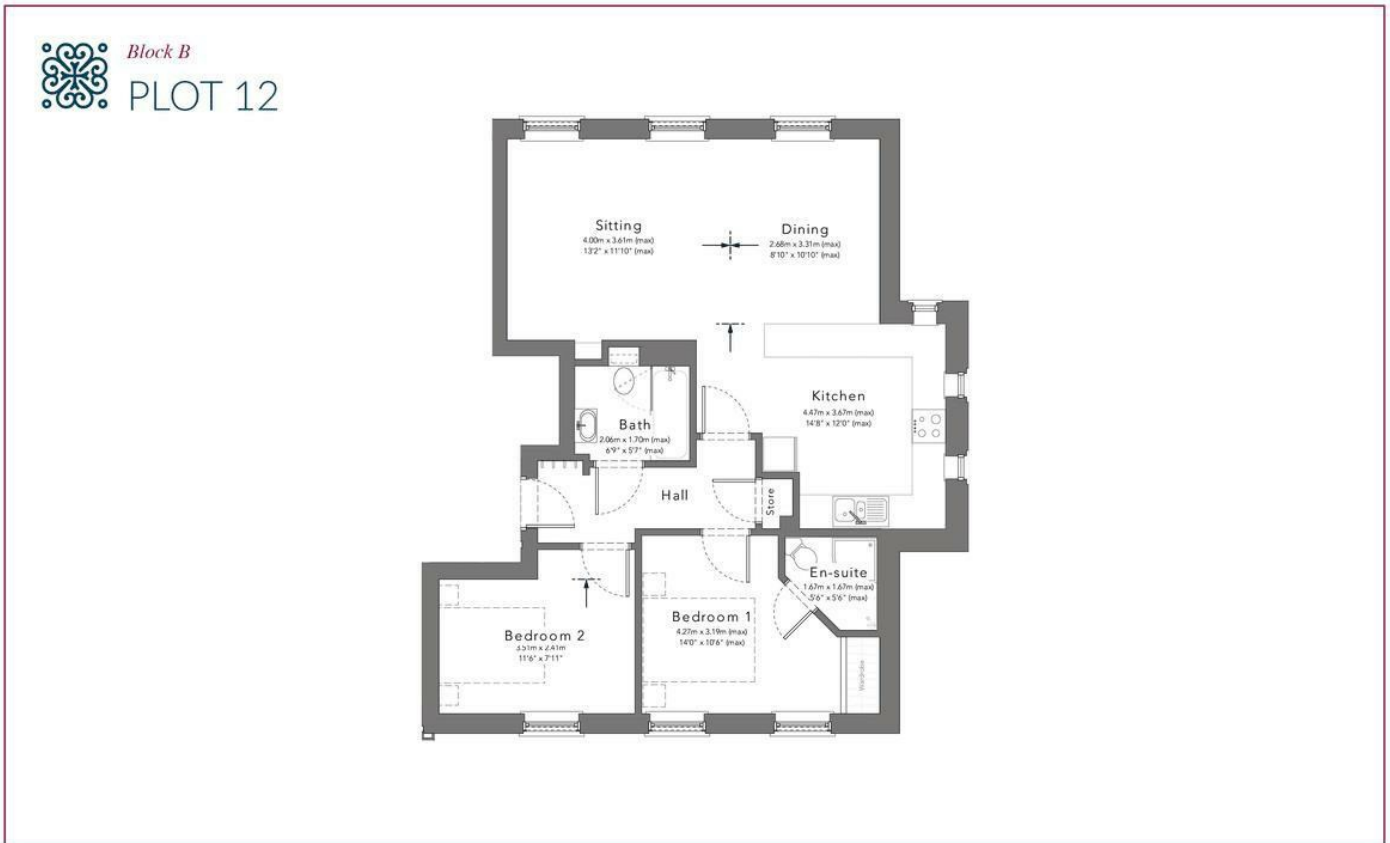 Block B
PLOT 12
Sitting
4.00m x 3.61m (max)
13'2" x 11'10" (max)
Dining
2.68m x 3.31m (max)
8'10" x 10'10" (max)
Kitchen
4.47m x 3.67m (max)
14'8" x 12'0" (max)
Bath
2.06m x 1.70m (max)
6'9" x 5'7" (max)
Hall
Store
En-suite
1.67m x 1.67m (max)
5'6" x 5'6" (max)
Bedroom 1
4.27m x 3.19m (max)
14'0" x 10'6" (max)
Bedroom 2
3.51m x 2.41m
11'6" x 7'11"
Wardrobe